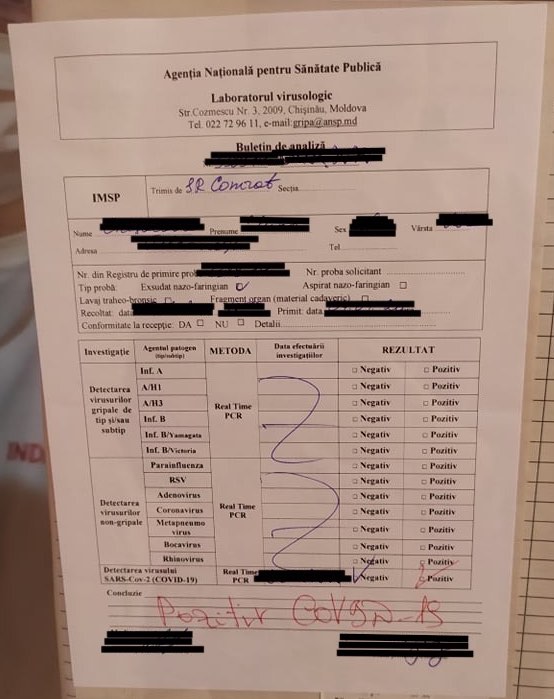 Agenția Națională pentru Sănătate Publică
Laboratorul virusologic
Str.Cozmescu Nr. 3, 2009, Chișinău, Moldova
Tel. 022 72 96 11, e-mail:gripa@ansp.md
Buletin de analiză
IMSP Trimis de SR Comrat Secția
Nume Prenume Sex Vârsta
Adresa Tel
Nr. din Registru de primire Nr. proba solicitant
Tip probă: Exsudat nazo-faringian ☑ Aspirat nazo-faringian ☐
Lavaj traheo-bronșic ☐ Fragment organ (material cadaveric) ☐
Recoltat: data Primit: data
Conformitate la recepție: DA ☐ NU ☐ Detalii
Investigație Agentul patogen (tip/subtip) METODA Data efectuării investigațiilor REZULTAT
Detectarea virusurilor gripale de tip și/sau subtip Real Time PCR
Inf. A ☐ Negativ ☐ Pozitiv
A/H1 ☐ Negativ ☐ Pozitiv
A/H3 ☐ Negativ ☐ Pozitiv
Inf. B ☐ Negativ ☐ Pozitiv
Inf. B/Yamagata ☐ Negativ ☐ Pozitiv
Inf. B/Victoria ☐ Negativ ☐ Pozitiv
Detectarea virusurilor non-gripale Real Time PCR
Parainfluenza ☐ Negativ ☐ Pozitiv
RSV ☐ Negativ ☐ Pozitiv
Adenovirus ☐ Negativ ☐ Pozitiv
Coronavirus ☐ Negativ ☐ Pozitiv
Metapneumo virus ☐ Negativ ☐ Pozitiv
Bocavirus ☐ Negativ ☐ Pozitiv
Rhinovirus ☐ Negativ ☐ Pozitiv
Detectarea virusului SARS-Cov-2 (COVID-19) Real Time PCR Negativ Pozitiv
Concluzie
Pozitiv COVID-19
IND